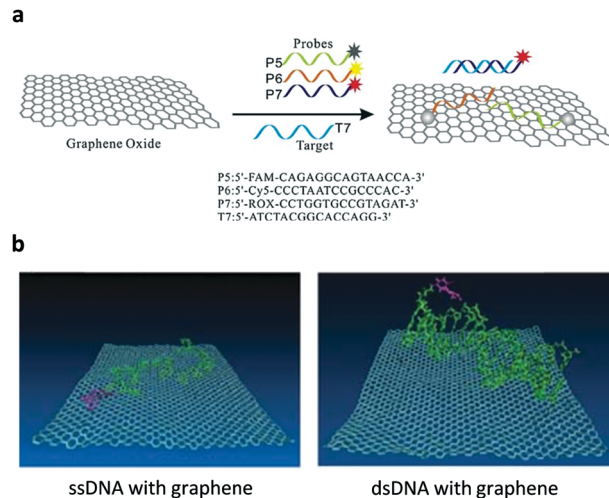 a
Probes
P5
P6
P7
Graphene Oxide
T7
Target
P5:5'-FAM-CAGAGGCAGTAACCA-3'
P6:5'-Cy5-CCCTAATCCGCCCAC-3'
P7:5'-ROX-CCTGGTGCCGTAGAT-3'
T7:5'-ATCTACGGCACCAGG-3'
b
ssDNA with graphene
dsDNA with graphene